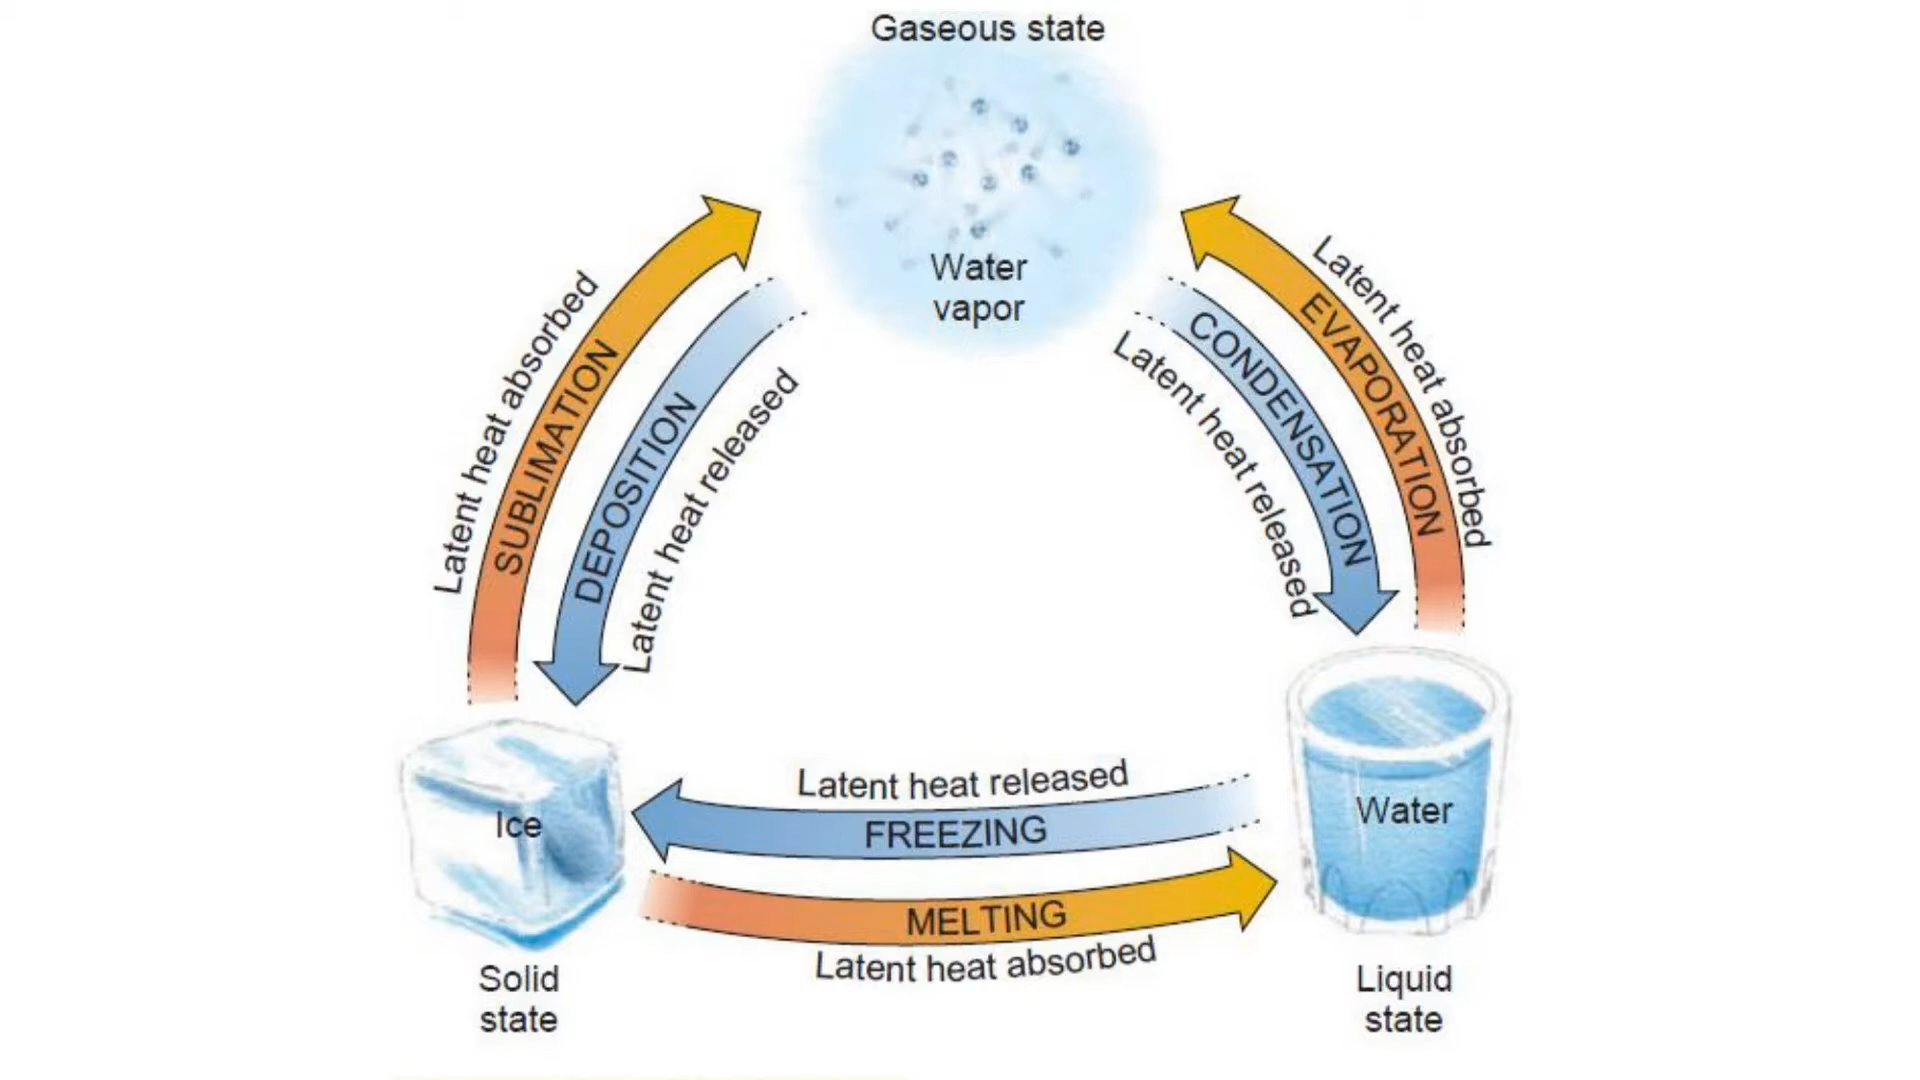 Gaseous state
Water
vapor
Latent heat absorbed
SUBLIMATION
DEPOSITION
Latent heat released
Latent heat absorbed
EVAPORATION
CONDENSATION
Latent heat released
Latent heat released
FREEZING
MELTING
Latent heat absorbed
Ice
Water
Solid
state
Liquid
state